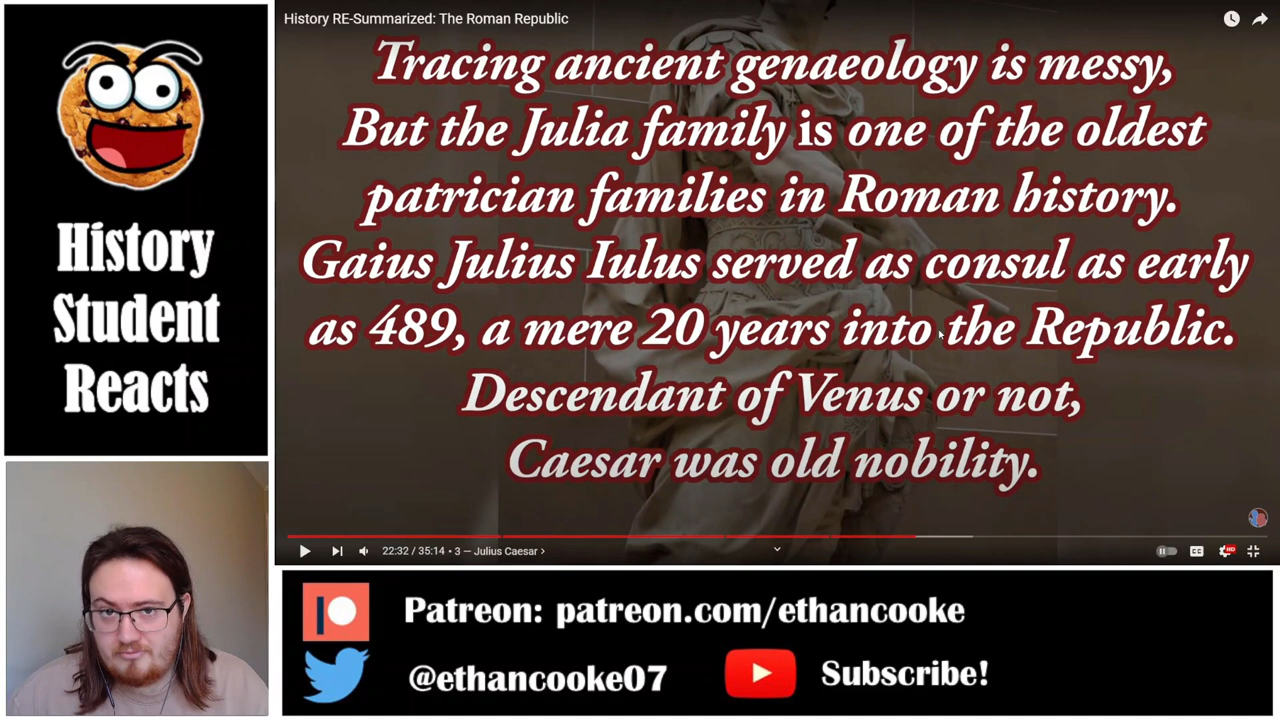 History RE-Summarized: The Roman Republic
Tracing ancient genaeology is messy,
But the Julia family is one of the oldest
patrician families in Roman history.
Gaius Julius Iulus served as consul as early
as 489, a mere 20 years into the Republic.
Descendant of Venus or not,
Caesar was old nobility.
22:32 / 35:14 • 3 — Julius Caesar ›
CC
HD
History
Student
Reacts
Patreon: patreon.com/ethancooke
@ethancooke07
Subscribe!